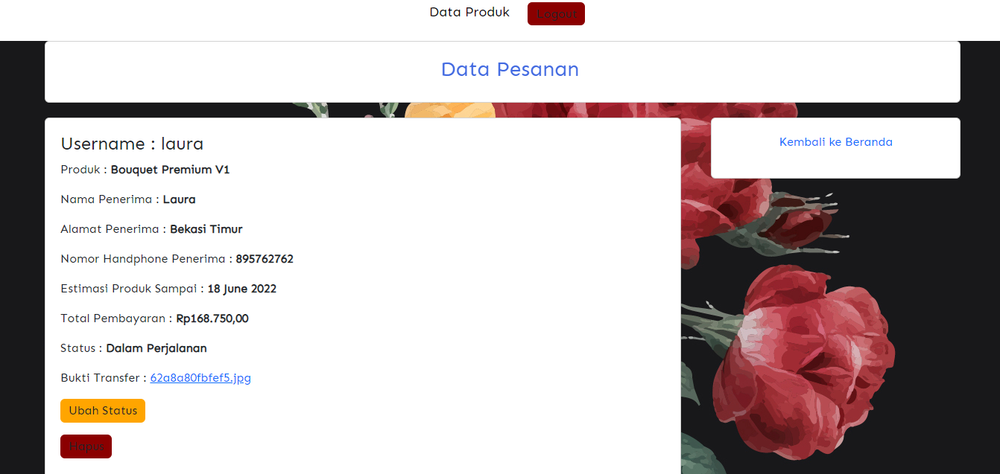 Data Produk Logout
Data Pesanan
Username : laura
Produk : Bouquet Premium V1
Nama Penerima : Laura
Alamat Penerima : Bekasi Timur
Nomor Handphone Penerima : 895762762
Estimasi Produk Sampai : 18 June 2022
Total Pembayaran : Rp168.750,00
Status : Dalam Perjalanan
Bukti Transfer : 62a8a80fbfef5.jpg
Ubah Status
Hapus
Kembali ke Beranda